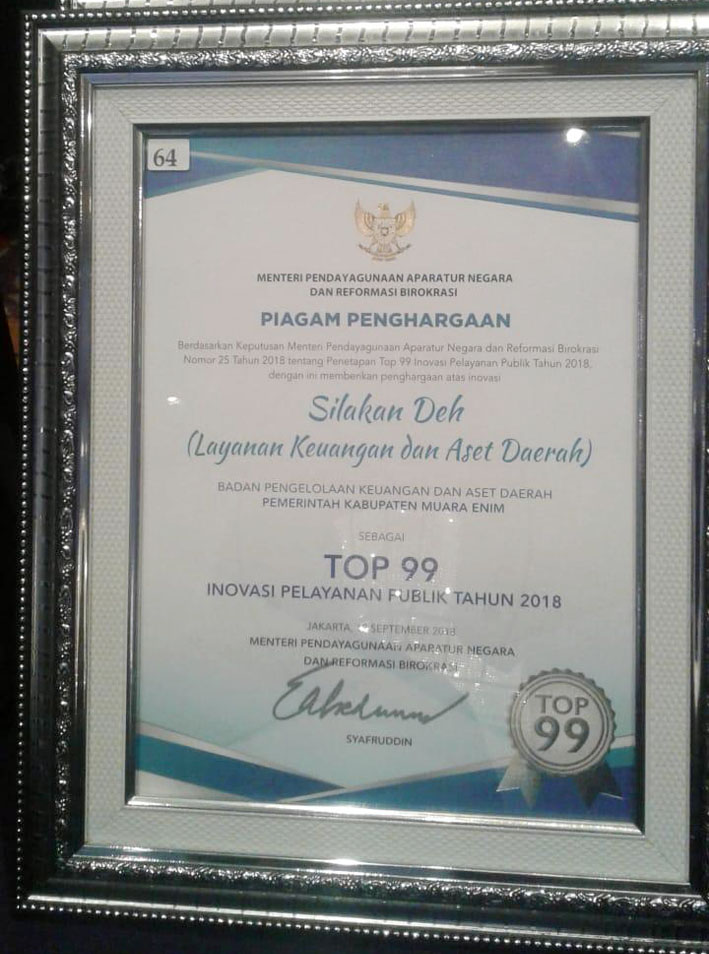 64
MENTERI PENDAYAGUNAAN APARATUR NEGARA
DAN REFORMASI BIROKRASI
PIAGAM PENGHARGAAN
Berdasarkan Keputusan Menteri Pendayagunaan Aparatur Negara dan Reformasi Birokrasi
Nomor 25 Tahun 2018 tentang Penetapan Top 99 Inovasi Pelayanan Publik Tahun 2018,
dengan ini memberikan penghargaan atas inovasi
Silakan Deh
(Layanan Keuangan dan Aset Daerah)
BADAN PENGELOLAAN KEUANGAN DAN ASET DAERAH
PEMERINTAH KABUPATEN MUARA ENIM
SEBAGAI
TOP 99
INOVASI PELAYANAN PUBLIK TAHUN 2018
JAKARTA, SEPTEMBER 2018
MENTERI PENDAYAGUNAAN APARATUR NEGARA
DAN REFORMASI BIROKRASI
SYAFRUDDIN
TOP
99